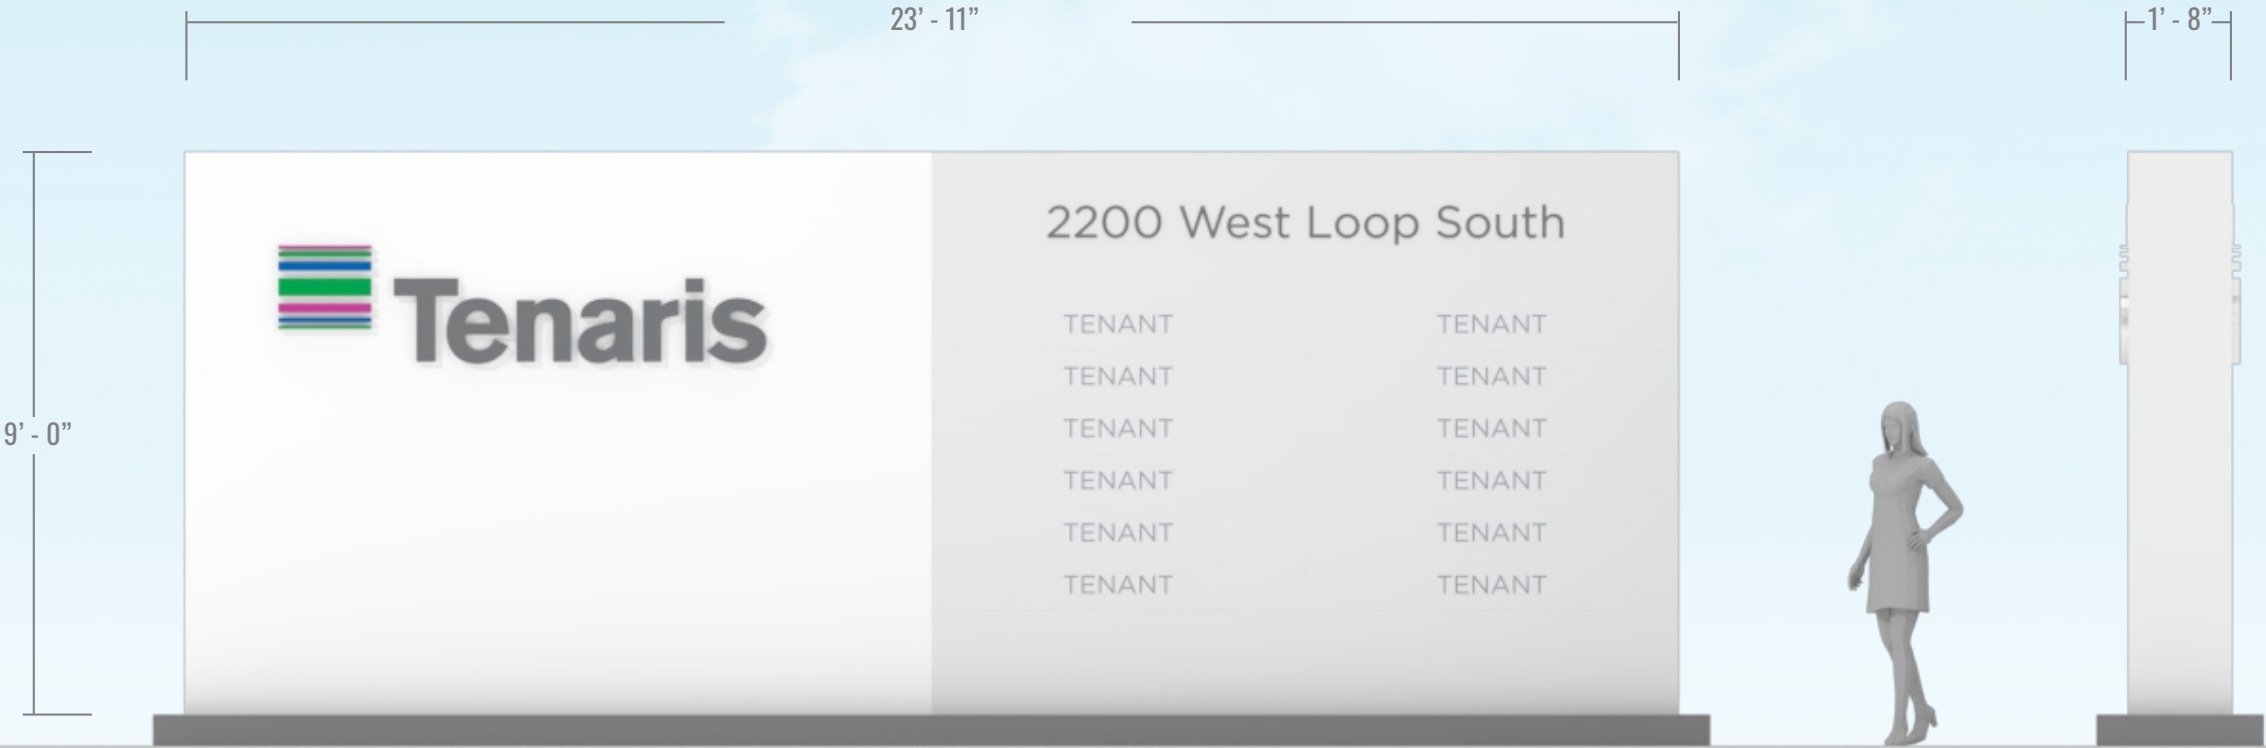 23’ - 11”
1’ - 8”
9’ - 0”
Tenaris
2200 West Loop South
TENANT TENANT
TENANT TENANT
TENANT TENANT
TENANT TENANT
TENANT TENANT
TENANT TENANT